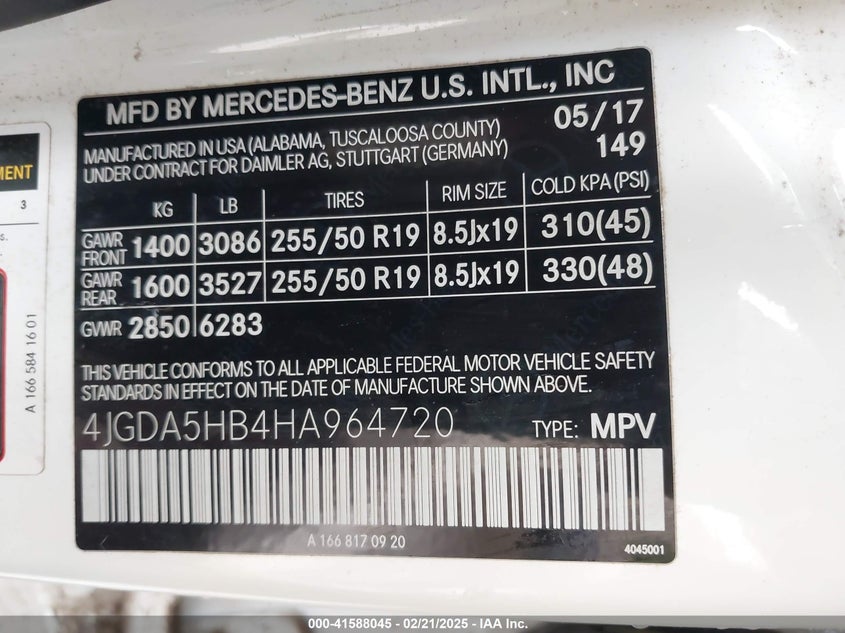 MFD BY MERCEDES-BENZ U.S. INTL., INC
MANUFACTURED IN USA (ALABAMA, TUSCALOOSA COUNTY) 05/17
UNDER CONTRACT FOR DAIMLER AG, STUTTGART (GERMANY) 149
KG LB TIRES RIM SIZE COLD KPA (PSI)
GAWR FRONT 1400 3086 255/50 R19 8.5Jx19 310(45)
GAWR REAR 1600 3527 255/50 R19 8.5Jx19 330(48)
GVWR 2850 6283
THIS VEHICLE CONFORMS TO ALL APPLICABLE FEDERAL MOTOR VEHICLE SAFETY
STANDARDS IN EFFECT ON THE DATE OF MANUFACTURE SHOWN ABOVE.
4JGDA5HB4HA964720 TYPE: MPV
A 166 817 09 20
4045001
MENT
3
s.
A 166 584 16 01
000-41588045 - 02/21/2025 - IAA Inc.